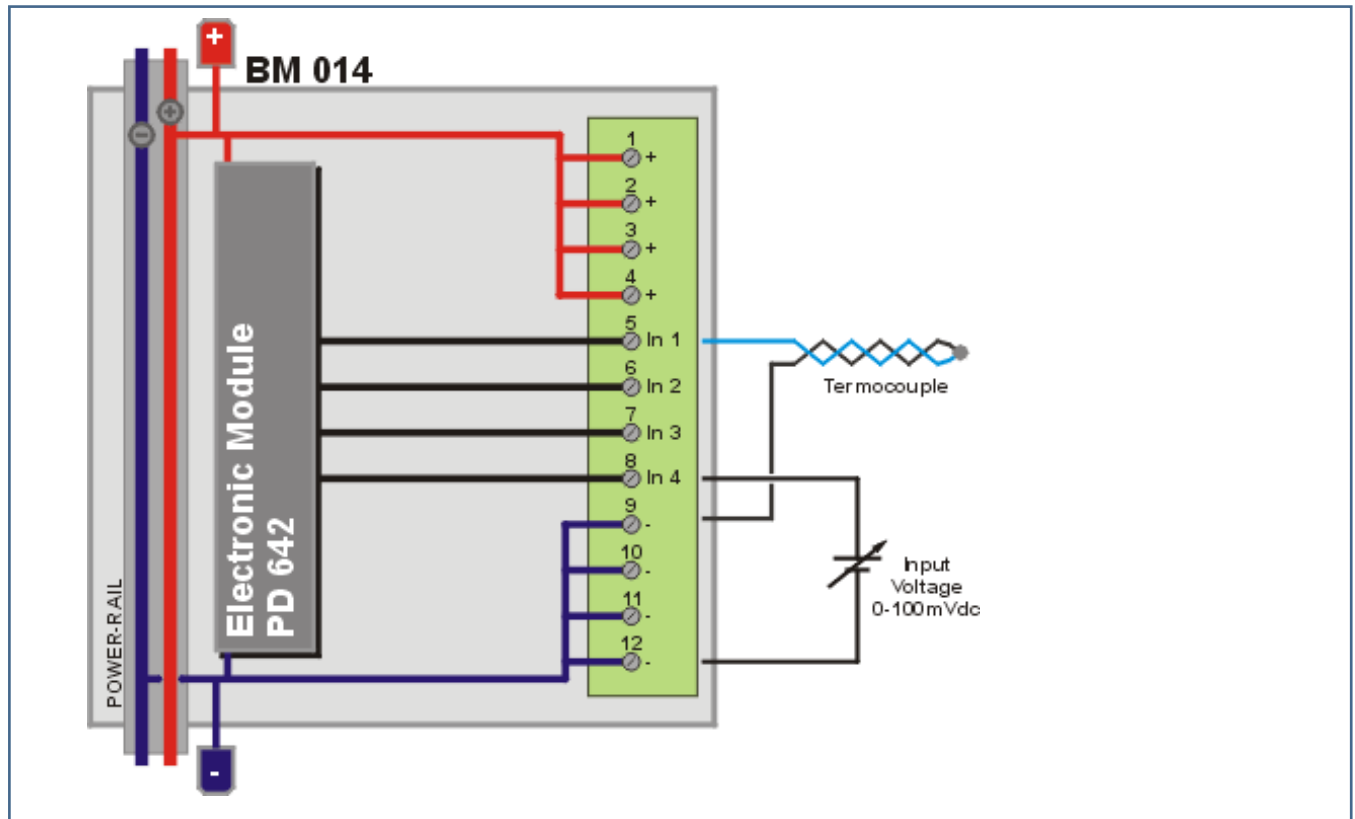 +
BM 014
+
-
1
+
2
+
3
+
4
+
5
In 1
6
In 2
7
In 3
8
In 4
9
-
10
-
11
-
12
-
Electronic Module
PD 642
POWER-RAIL
-
Termocouple
Input
Voltage
0-100mVdc